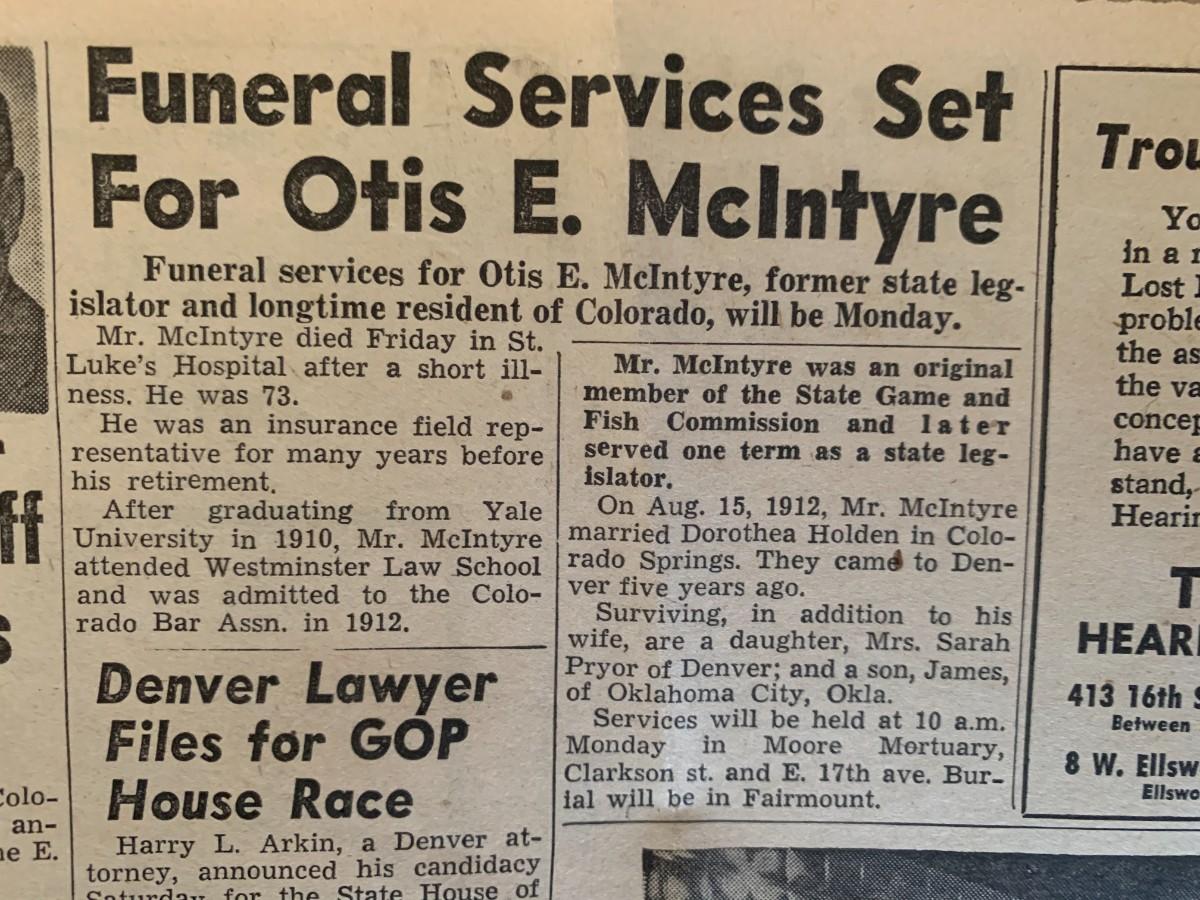 Funeral Services Set
For Otis E. McIntyre
Funeral services for Otis E. McIntyre, former state leg-
islator and longtime resident of Colorado, will be Monday.
Mr. McIntyre died Friday in St.
Luke's Hospital after a short ill-
ness. He was 73.
He was an insurance field rep-
resentative for many years before
his retirement.
After graduating from Yale
University in 1910, Mr. McIntyre
attended Westminster Law School
and was admitted to the Colo-
rado Bar Assn. in 1912.
Mr. McIntyre was an original
member of the State Game and
Fish Commission and later
served one term as a state leg-
islator.
On Aug. 15, 1912, Mr. McIntyre
married Dorothea Holden in Colo-
rado Springs. They came to Den-
ver five years ago.
Surviving, in addition to his
wife, are a daughter, Mrs. Sarah
Pryor of Denver; and a son, James,
of Oklahoma City, Okla.
Services will be held at 10 a.m.
Monday in Moore Mortuary,
Clarkson st. and E. 17th ave. Bur-
ial will be in Fairmount.
Denver Lawyer
Files for GOP
House Race
Harry L. Arkin, a Denver at-
torney, announced his candidacy
Saturday for the State House of
ff
s
Colo-
an-
E.
Trou
Yo
in a
Lost
proble
the as
the va
concep
have a
stand,
Hearin
T
HEAR
413 16th S
Between
8 W. Ellsw
Ellswo